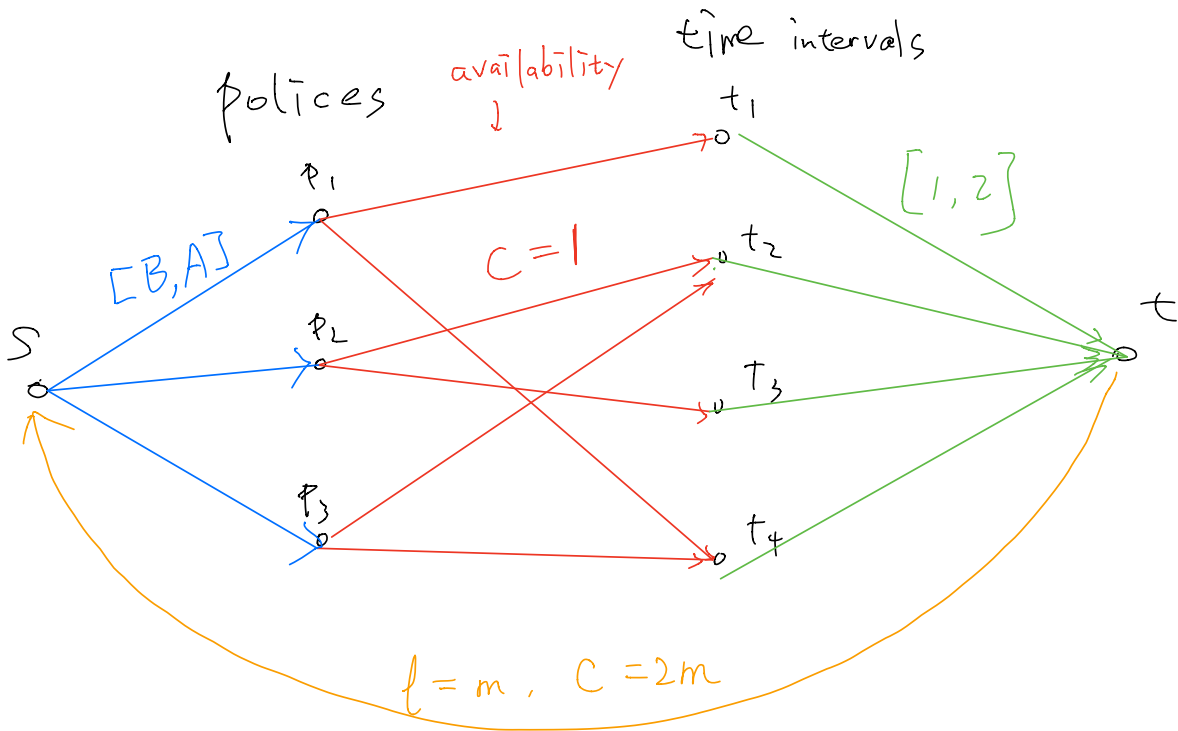 time intervals
availability
polices
t1
p1
[1,2]
t2
C=1
[B,A]
t
p2
S
t3
p3
t4
l=m, C=2m